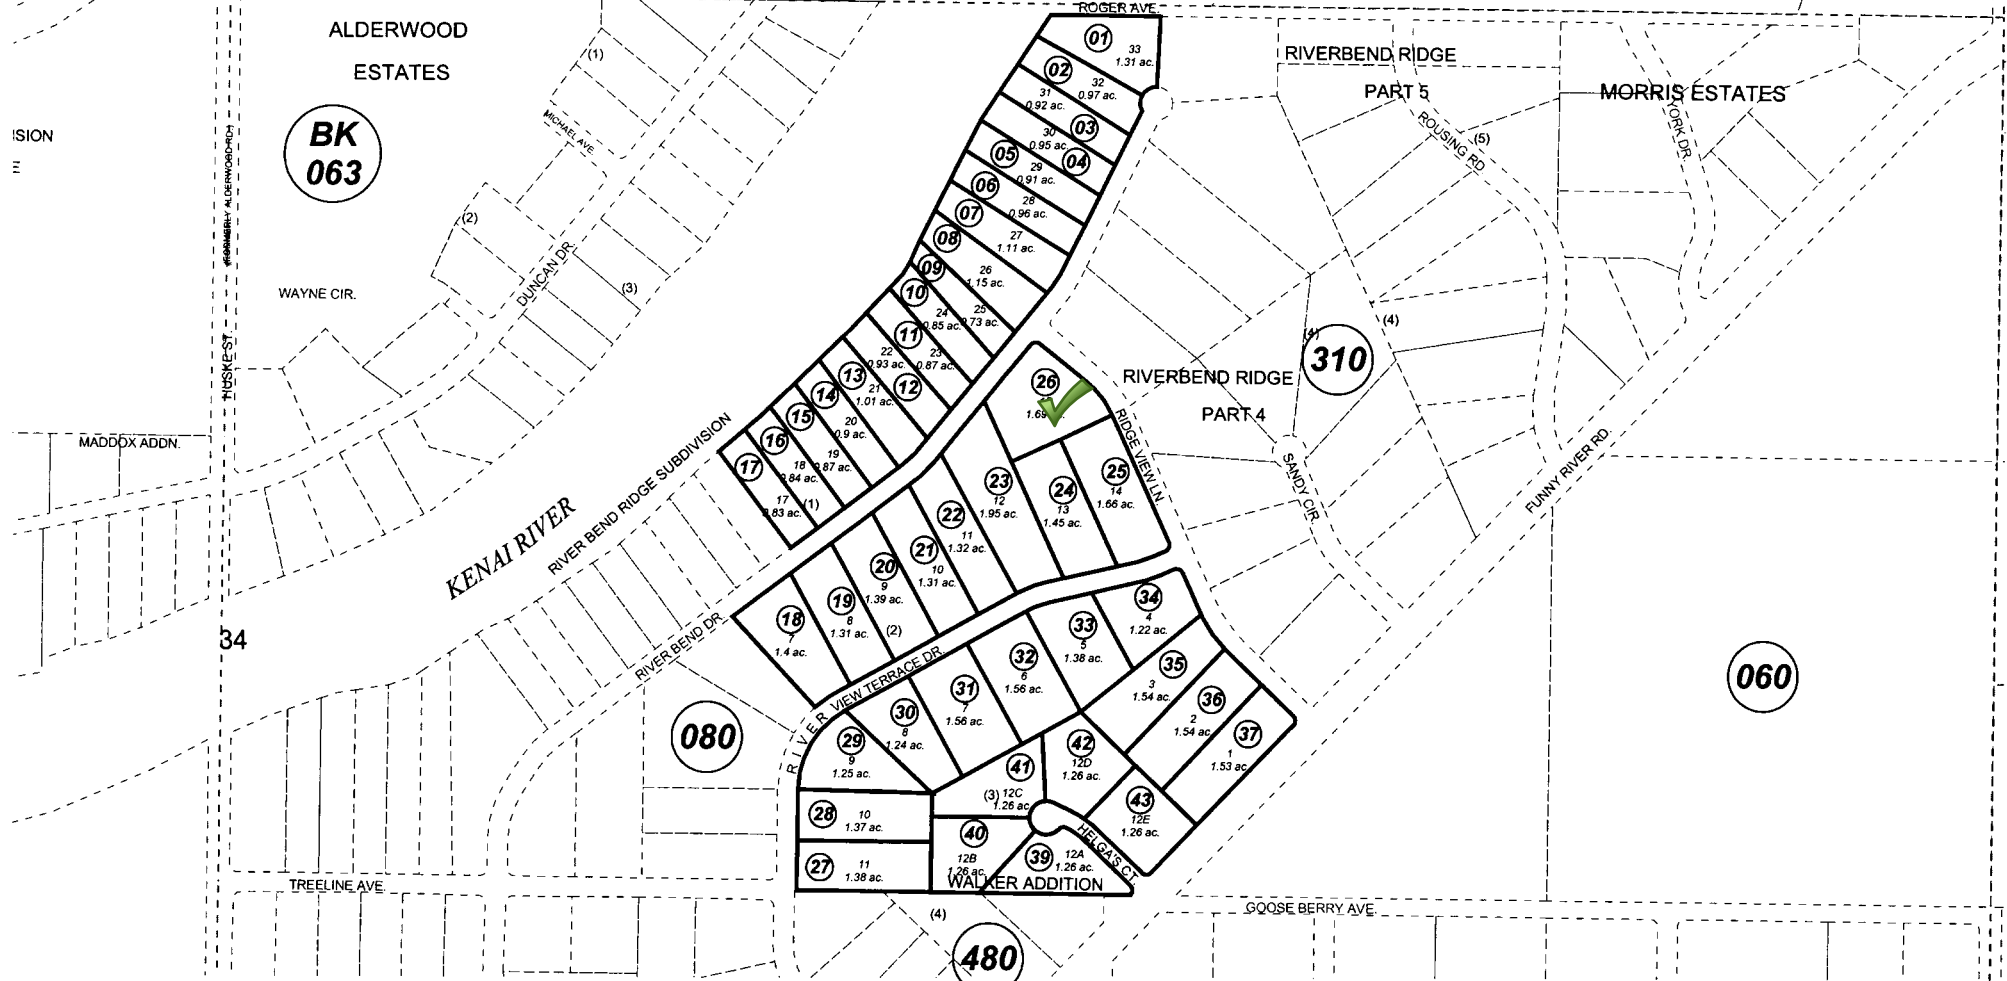 ROGER AVE.
ALDERWOOD
ESTATES
(1)
BK
063
ISION
MICHAEL AVE.
(FORMERLY ALDERWOOD RD.)
(2)
DUNCAN DR.
(3)
WAYNE CIR.
HUSKE ST.
MADDOX ADDN.
KENAI RIVER
RIVER BEND RIDGE SUBDIVISION
RIVER BEND DR.
34
TREELINE AVE.
RIVERBEND RIDGE
PART 5
MORRIS ESTATES
YORK DR.
ROUSING RD
(5)
(4)
(4)
310
RIVERBEND RIDGE
PART 4
RIDGE VIEW LN.
SANDY CIR.
FUNNY RIVER RD.
060
GOOSE BERRY AVE.
01
33
1.31 ac.
02
32
0.97 ac.
31
0.92 ac.
03
30
0.95 ac.
04
05
29
0.91 ac.
06
28
0.96 ac.
07
27
1.11 ac.
08
26
1.15 ac.
09
25
0.73 ac.
10
24
0.85 ac.
11
23
0.87 ac.
12
22
0.93 ac.
13
21
1.01 ac.
14
20
0.9 ac.
15
19
0.87 ac.
16
18
0.84 ac.
17
17
0.83 ac.
(1)
26
25
14
1.66 ac.
24
13
1.45 ac.
23
12
1.95 ac.
22
11
1.32 ac.
21
10
1.31 ac.
20
9
1.39 ac.
19
8
1.31 ac.
(2)
18
7
1.4 ac.
RIVER VIEW TERRACE DR.
34
4
1.22 ac.
33
5
1.38 ac.
32
6
1.56 ac.
31
7
1.56 ac.
30
8
1.24 ac.
29
9
1.25 ac.
28
10
1.37 ac.
27
11
1.38 ac.
35
3
1.54 ac.
36
2
1.54 ac.
37
1
1.53 ac.
42
12D
1.26 ac.
41
(3) 12C
1.26 ac.
43
12E
1.26 ac.
40
12B
1.26 ac.
39
12A
1.26 ac.
HELGA'S CT.
WALKER ADDITION
080
(4)
480